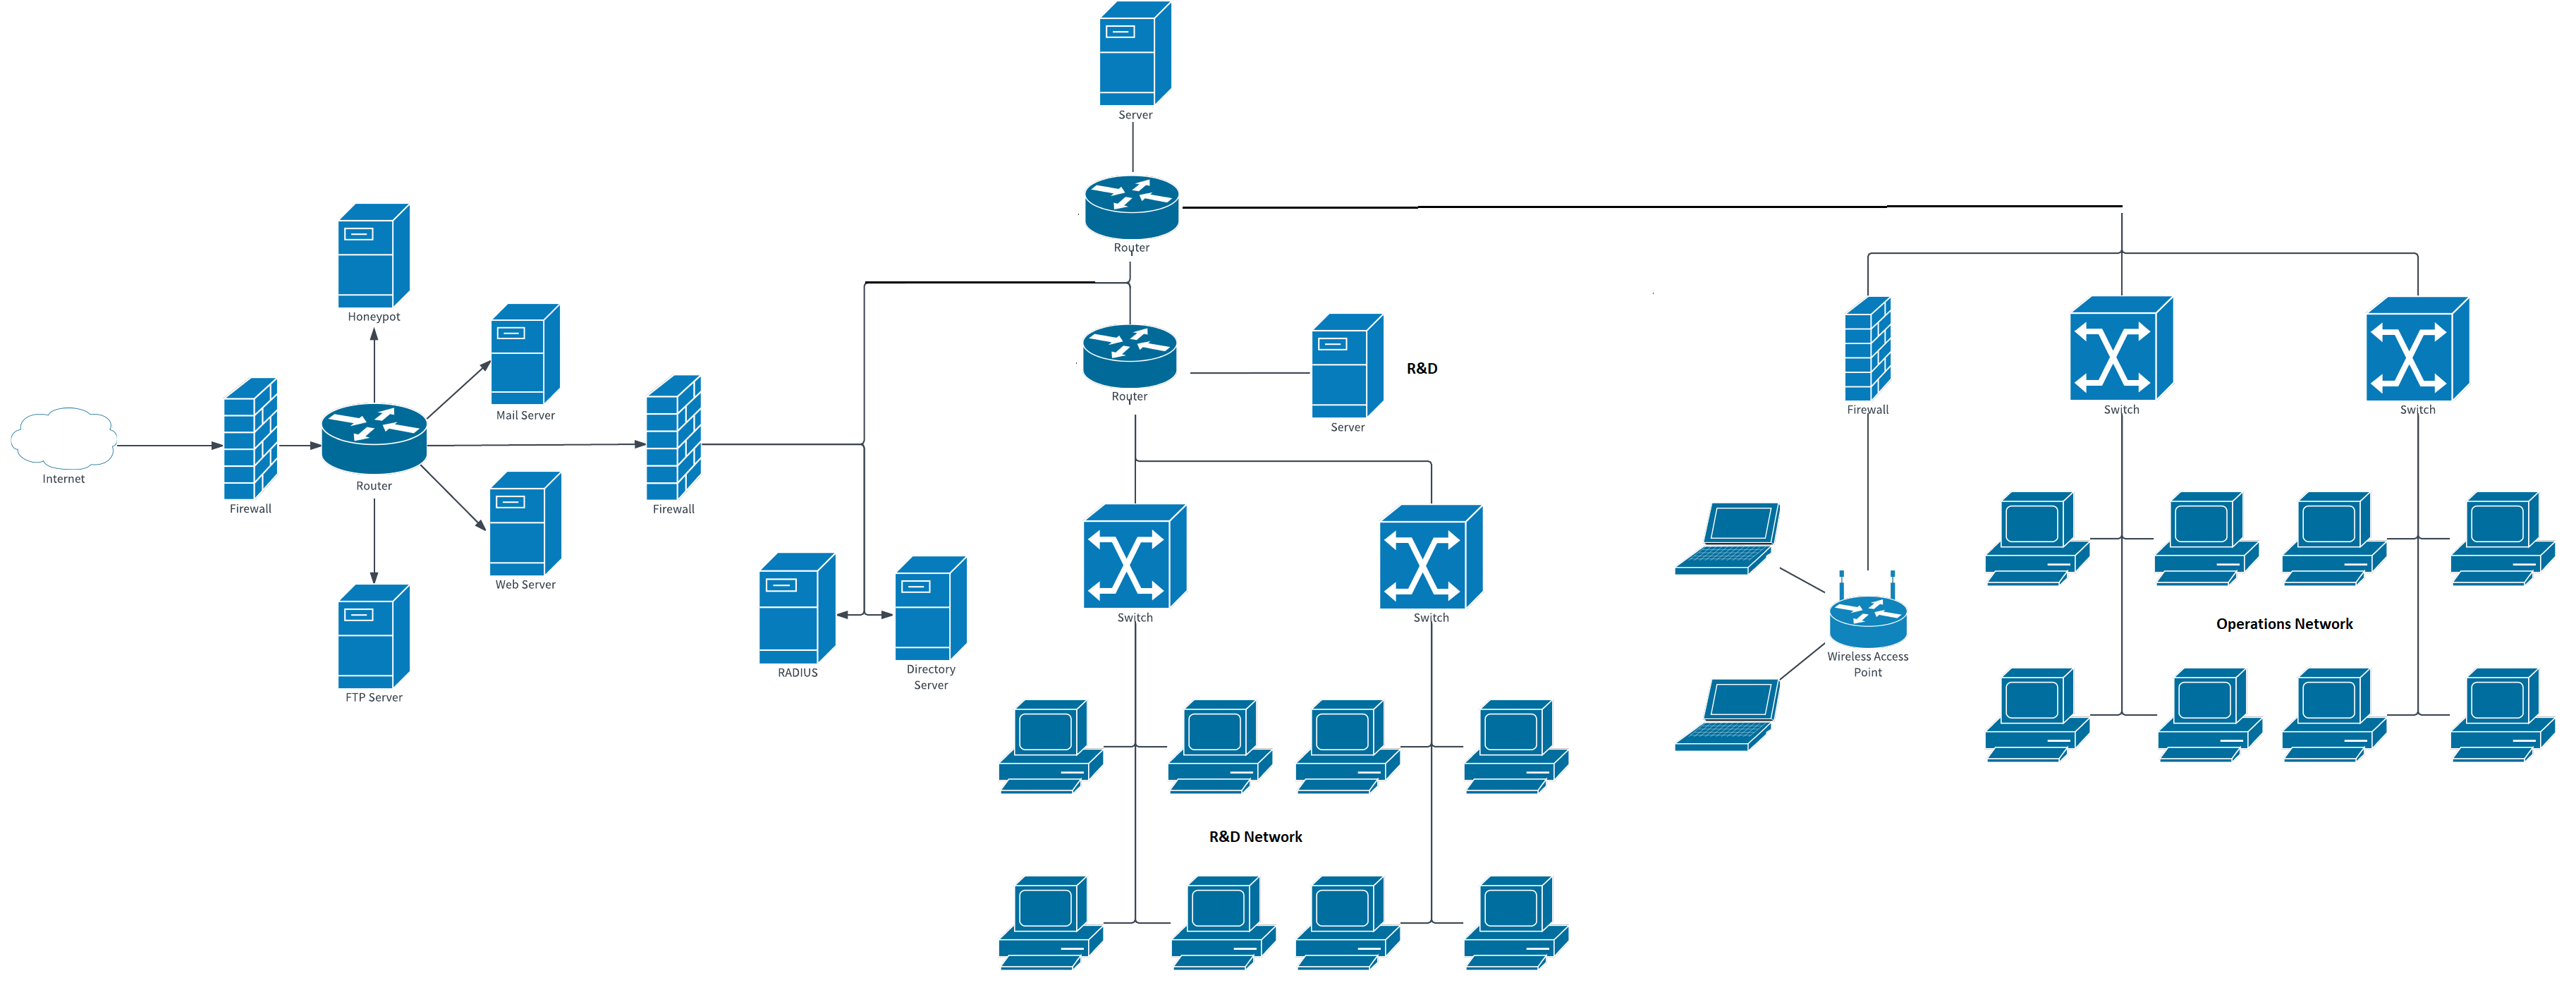 Server
Router
Honeypot
Mail Server
Internet
Firewall
Router
Web Server
FTP Server
Firewall
RADIUS
Directory
Server
Router
Server
R&D
Switch
Switch
R&D Network
Firewall
Switch
Switch
Wireless Access
Point
Operations Network